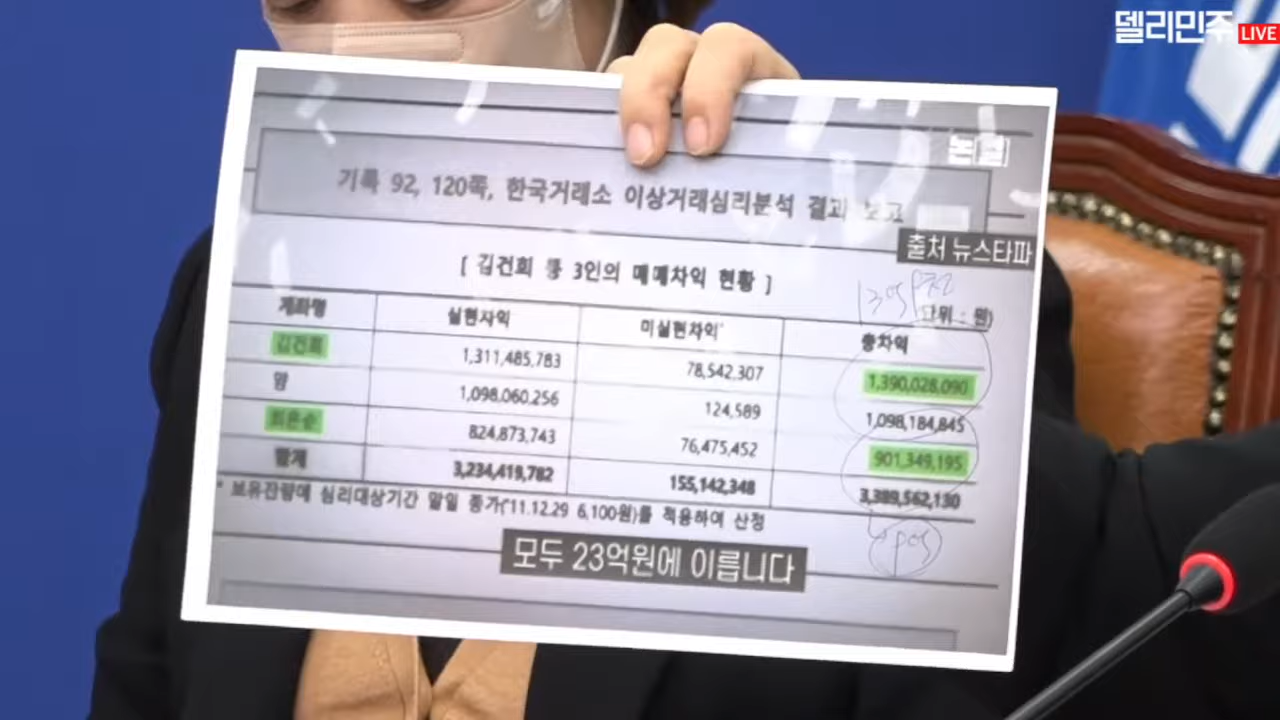 델리민주 LIVE
기록 92, 120쪽, 한국거래소 이상거래심리분석 결과 보고
출처 뉴스타파
[ 김건희 등 3인의 매매차익 현황 ]
단위 : 원)
계좌명 실현차익 미실현차익* 총차익
김건희 1,311,485,783 78,542,307 1,390,028,090
맘 1,098,060,256 124,589 1,098,184,845
최은순 824,873,743 76,475,452 901,349,195
합계 3,234,419,782 155,142,348 3,389,562,130
* 보유잔량에 심리대상기간 말일 종가('11.12.29 6,100원)를 적용하여 산정
모두 23억원에 이릅니다